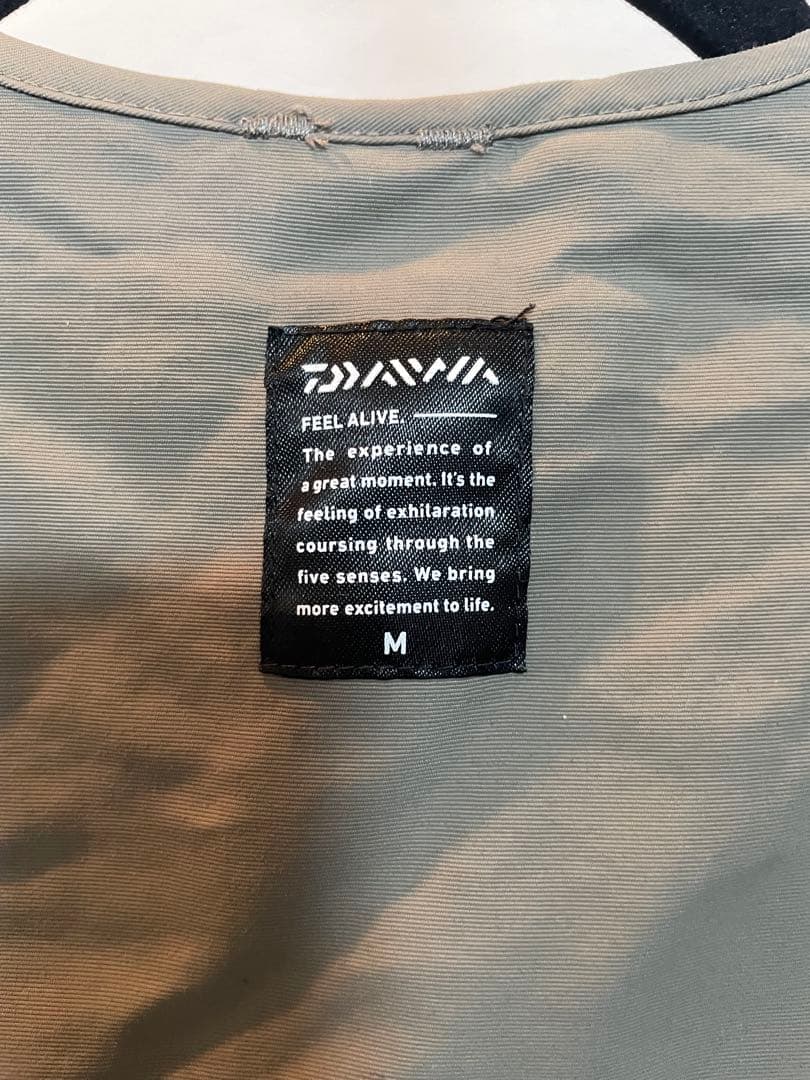 DAIWA
FEEL ALIVE.
The experience of
a great moment. It's the
feeling of exhilaration
coursing through the
five senses. We bring
more excitement to life.
M